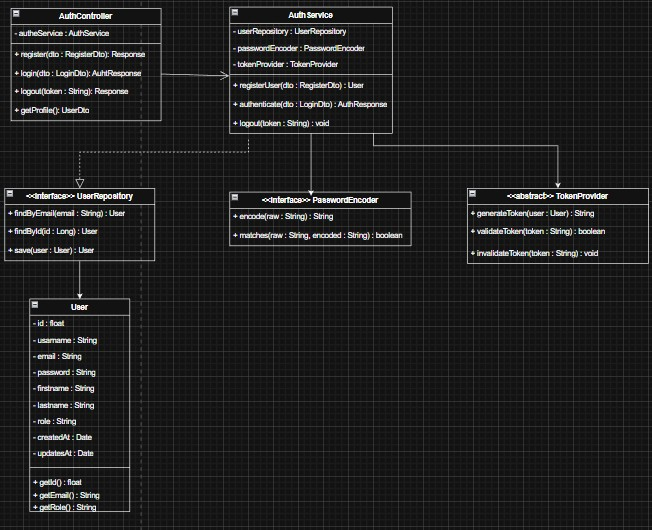 AuthController
- autheService : AuthService
+ register(dto : RegisterDto): Response
+ login(dto : LoginDto): AuhtResponse
+ logout(token : String): Response
+ getProfile(): UserDto
AuthService
- userRepository : UserRepository
- passwordEncoder : PasswordEncoder
- tokenProvider : TokenProvider
+ registerUser(dto : RegisterDto) : User
+ authenticate(dto : LoginDto) : AuthResponse
+ logout(token : String) : void
<<Interface>> UserRepository
+ findByEmail(email : String) : User
+ findById(id : Long) : User
+ save(user : User) : User
<<Interface>> PasswordEncoder
+ encode(raw : String) : String
+ matches(raw : String, encoded : String) : boolean
<<abstract>> TokenProvider
+ generateToken(user : User) : String
+ validateToken(token : String) : boolean
+ invalidateToken(token : String) : void
User
- id : float
- usarname : String
- email : String
- password : String
- firstname : String
- lastname : String
- role : String
- createdAt : Date
- updatesAt : Date
+ getId() : float
+ getEmail() : String
+ getRole() : String